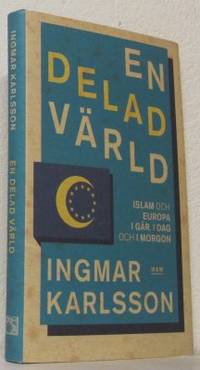 INGMAR KARLSSON
EN DELAD VÄRLD
EN
DELAD
VÄRLD
ISLAM OCH
EUROPA
I GÅR, I DAG
OCH I MORGON
W&W
INGMAR
KARLSSON